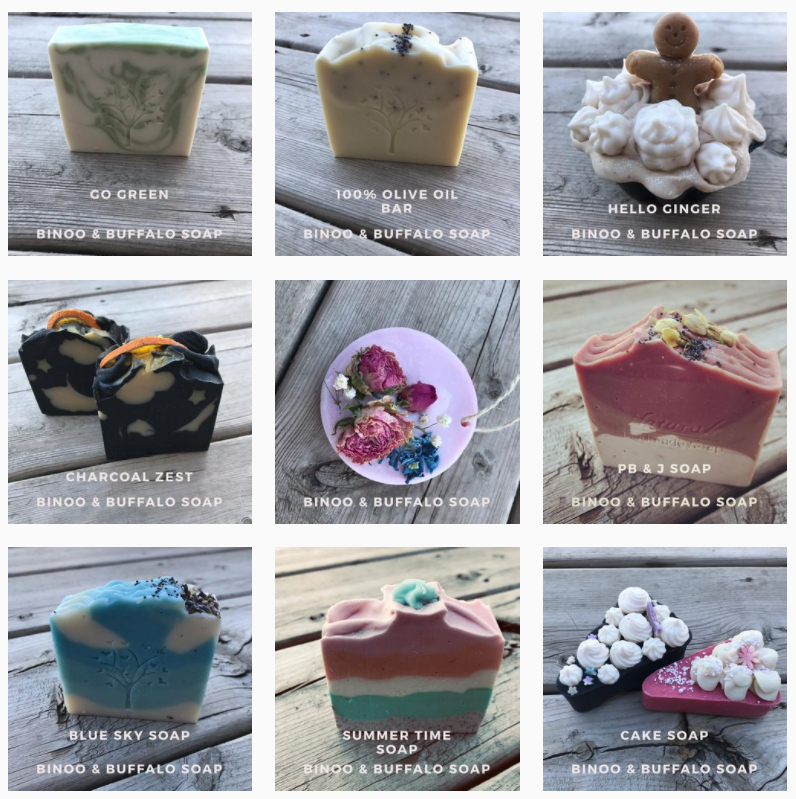 GO GREEN
BINOO & BUFFALO SOAP
100% OLIVE OIL
BAR
BINOO & BUFFALO SOAP
HELLO GINGER
BINOO & BUFFALO SOAP
CHARCOAL ZEST
BINOO & BUFFALO SOAP
BINOO & BUFFALO SOAP
Natural
PB & J SOAP
BINOO & BUFFALO SOAP
BLUE SKY SOAP
BINOO & BUFFALO SOAP
SUMMER TIME
SOAP
BINOO & BUFFALO SOAP
CAKE SOAP
BINOO & BUFFALO SOAP